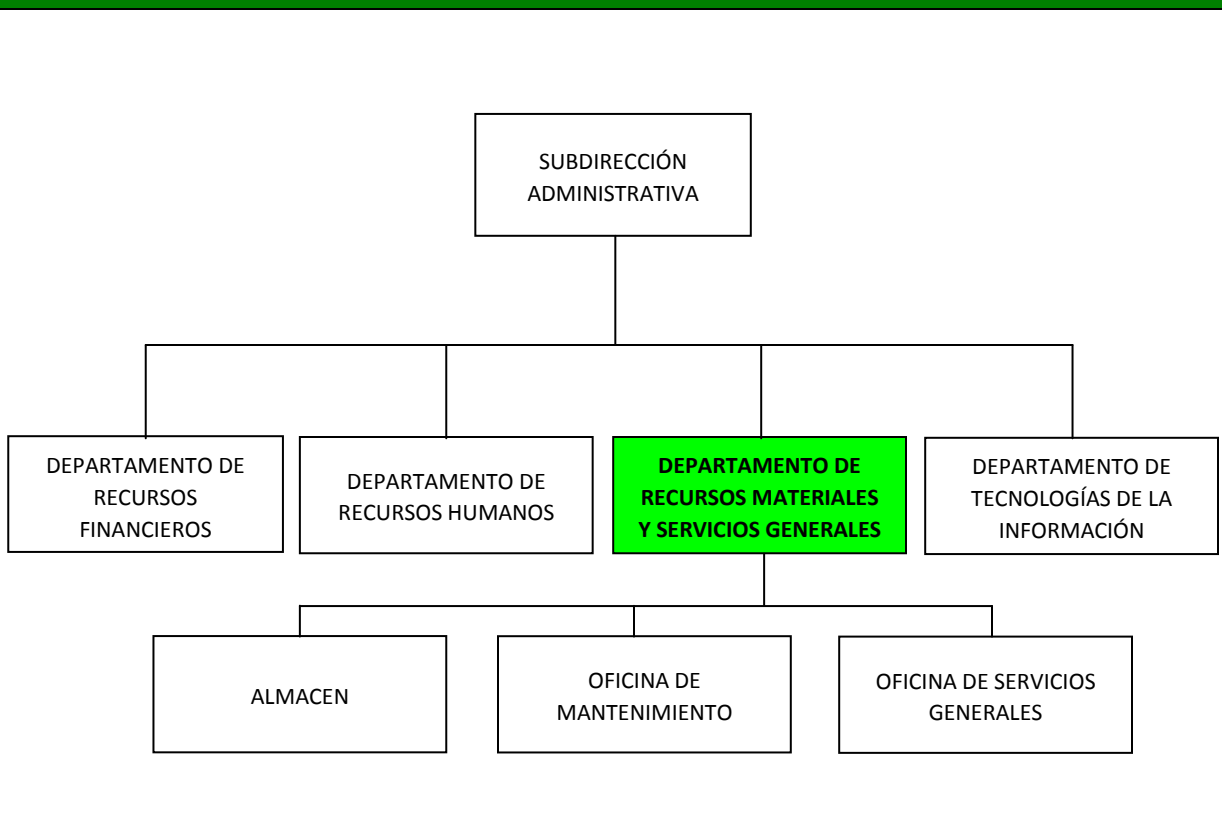 SUBDIRECCIÓN
ADMINISTRATIVA
DEPARTAMENTO DE
RECURSOS
FINANCIEROS
DEPARTAMENTO DE
RECURSOS HUMANOS
DEPARTAMENTO DE
RECURSOS MATERIALES
Y SERVICIOS GENERALES
DEPARTAMENTO DE
TECNOLOGÍAS DE LA
INFORMACIÓN
ALMACEN
OFICINA DE
MANTENIMIENTO
OFICINA DE SERVICIOS
GENERALES